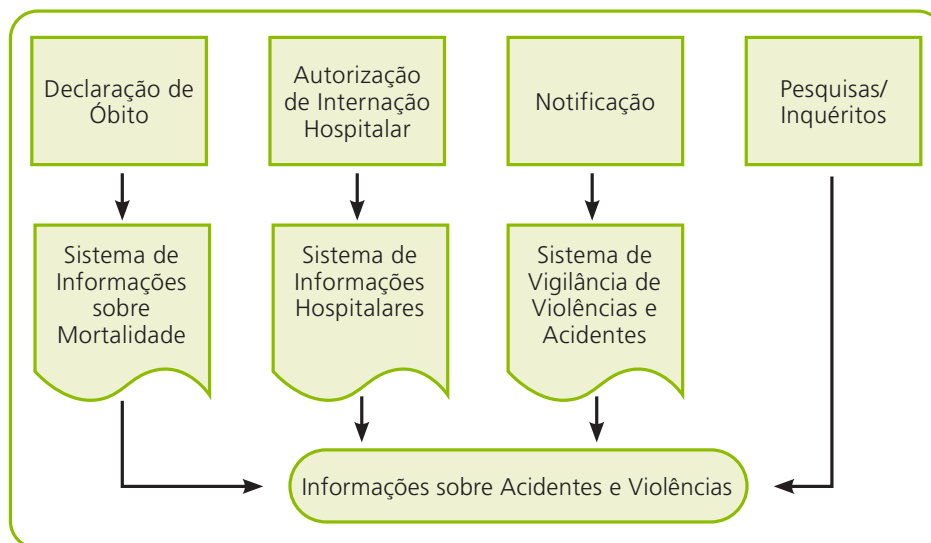 Declaração de
Óbito
Autorização
de Internação
Hospitalar
Notificação
Pesquisas/
Inquéritos
Sistema de
Informações
sobre
Mortalidade
Sistema de
Informações
Hospitalares
Sistema de
Vigilância de
Violências e
Acidentes
Informações sobre Acidentes e Violências